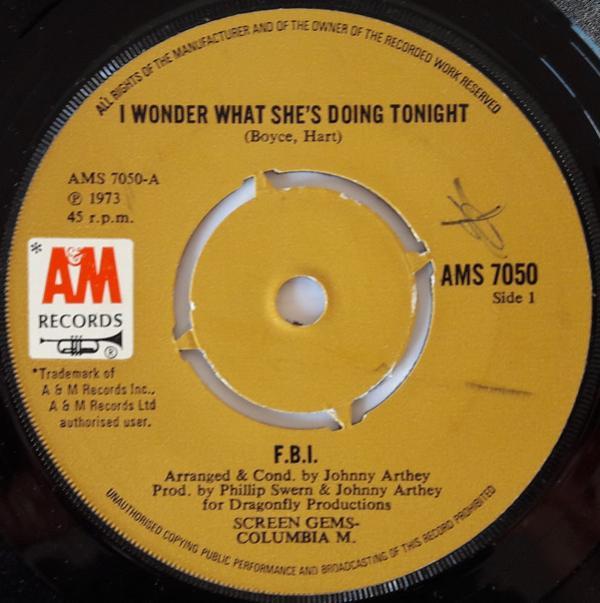 ALL RIGHTS OF THE MANUFACTURER AND OF THE OWNER OF THE RECORDED WORK RESERVED
I WONDER WHAT SHE'S DOING TONIGHT
(Boyce, Hart)
AMS 7050-A
℗ 1973
45 r.p.m.
*
A&M
RECORDS
®
AMS 7050
Side 1
*Trademark of
A & M Records Inc.,
A & M Records Ltd
authorised user.
F.B.I.
Arranged & Cond. by Johnny Arthey
Prod. by Phillip Swern & Johnny Arthey
for Dragonfly Productions
SCREEN GEMS-
COLUMBIA M.
UNAUTHORISED COPYING PUBLIC PERFORMANCE AND BROADCASTING OF THIS RECORD PROHIBITED